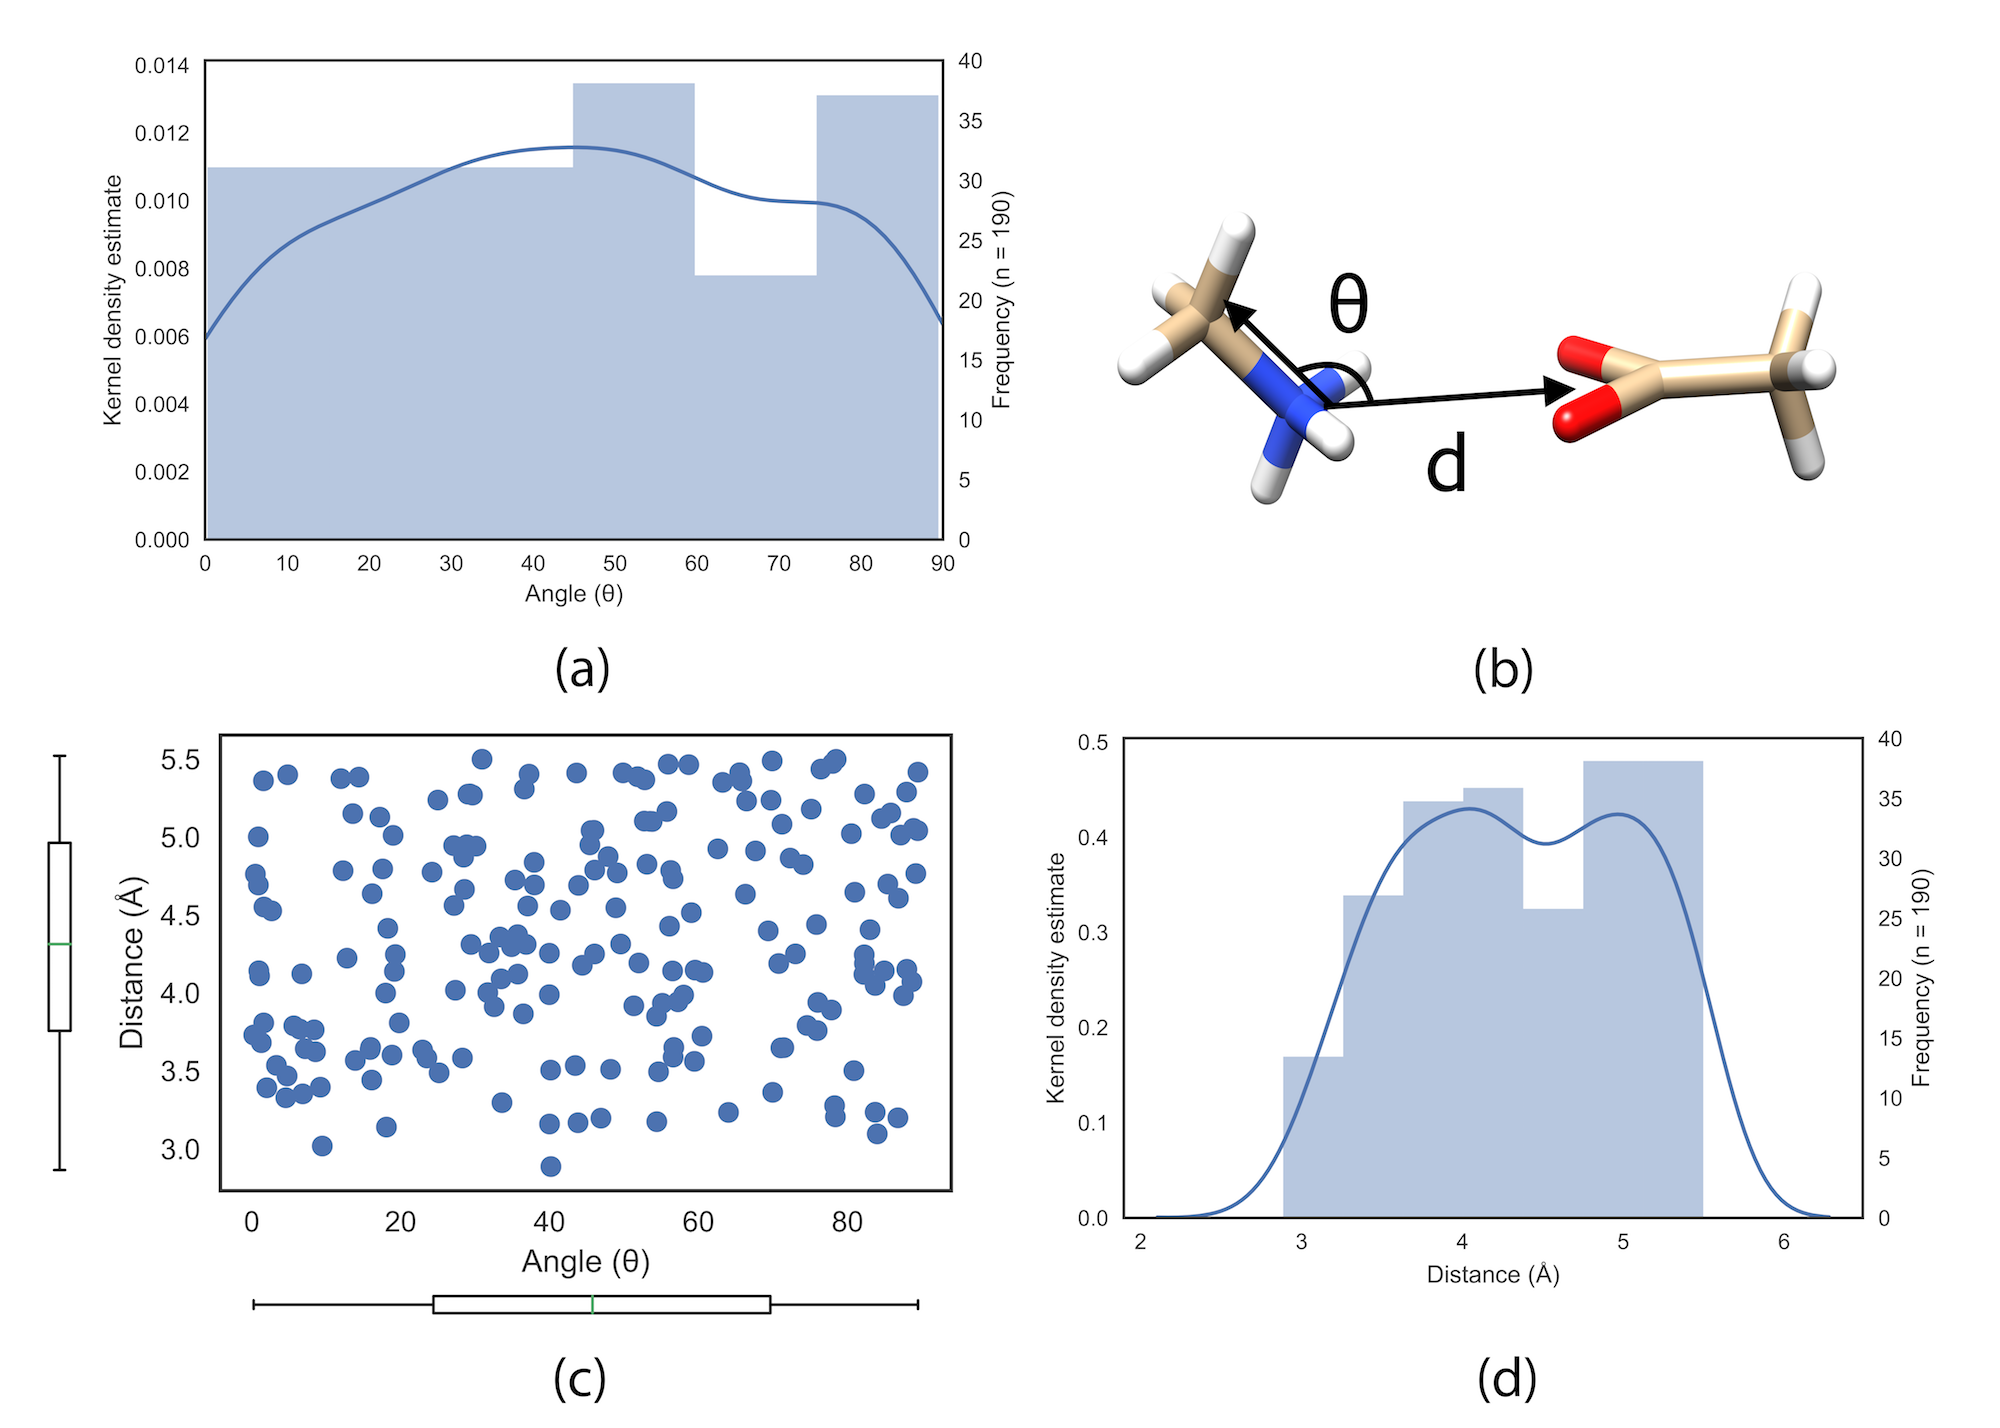 0.014
0.012
0.010
0.008
0.006
0.004
0.002
0.000
Kernel density estimate
0 10 20 30 40 50 60 70 80 90
Angle (θ)
40
35
30
25
20
15
10
5
0
Frequency (n = 190)
(a)
θ
d
(b)
5.5
5.0
4.5
4.0
3.5
3.0
Distance (Å)
0 20 40 60 80
Angle (θ)
(c)
0.5
0.4
0.3
0.2
0.1
0.0
Kernel density estimate
2 3 4 5 6
Distance (Å)
40
35
30
25
20
15
10
5
0
Frequency (n = 190)
(d)